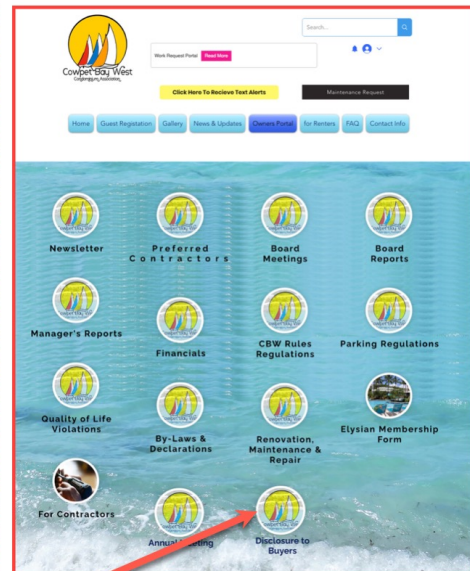 Search...
Cowpet Bay West
Condominium Association
Work Request Portal Read More
Click Here To Recieve Text Alerts
Maintenance Request
Home Guest Registation Gallery News & Updates Owners Portal for Renters FAQ Contact Info
Newsletter
Preferred
Contractors
Board
Meetings
Board
Reports
Manager's Reports
Financials
CBW Rules
Regulations
Parking Regulations
Quality of Life
Violations
By-Laws &
Declarations
Renovation,
Maintenance &
Repair
Elysian Membership
Form
For Contractors
Annual Meeting
Disclosure to
Buyers